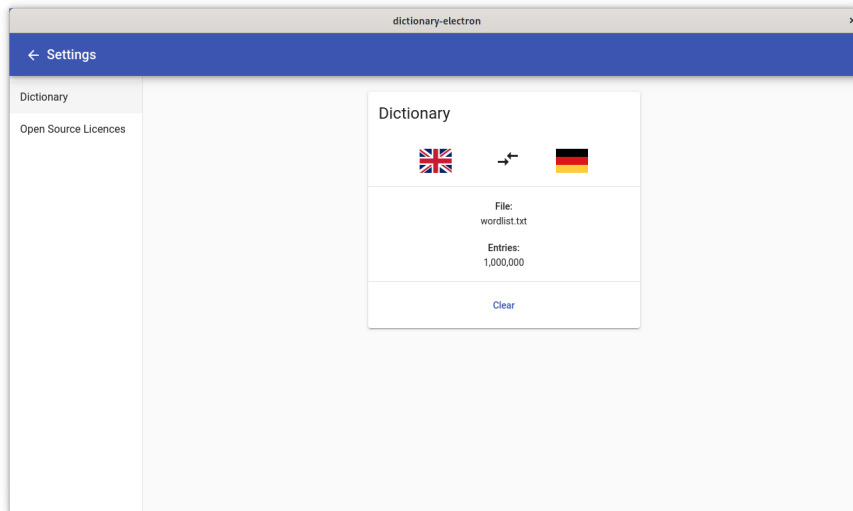 dictionary-electron
Settings
Dictionary
Open Source Licences
Dictionary
File:
wordlist.txt
Entries:
1,000,000
Clear